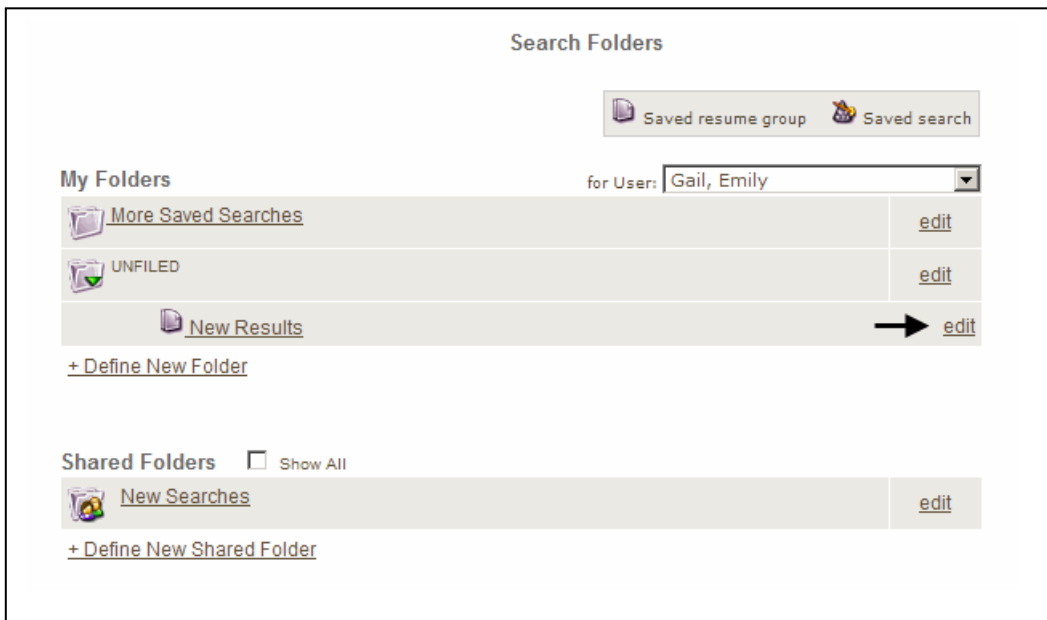 Search Folders
Saved resume group Saved search
My Folders for User: Gail, Emily
More Saved Searches edit
UNFILED edit
New Results edit
+ Define New Folder
Shared Folders Show All
New Searches edit
+ Define New Shared Folder